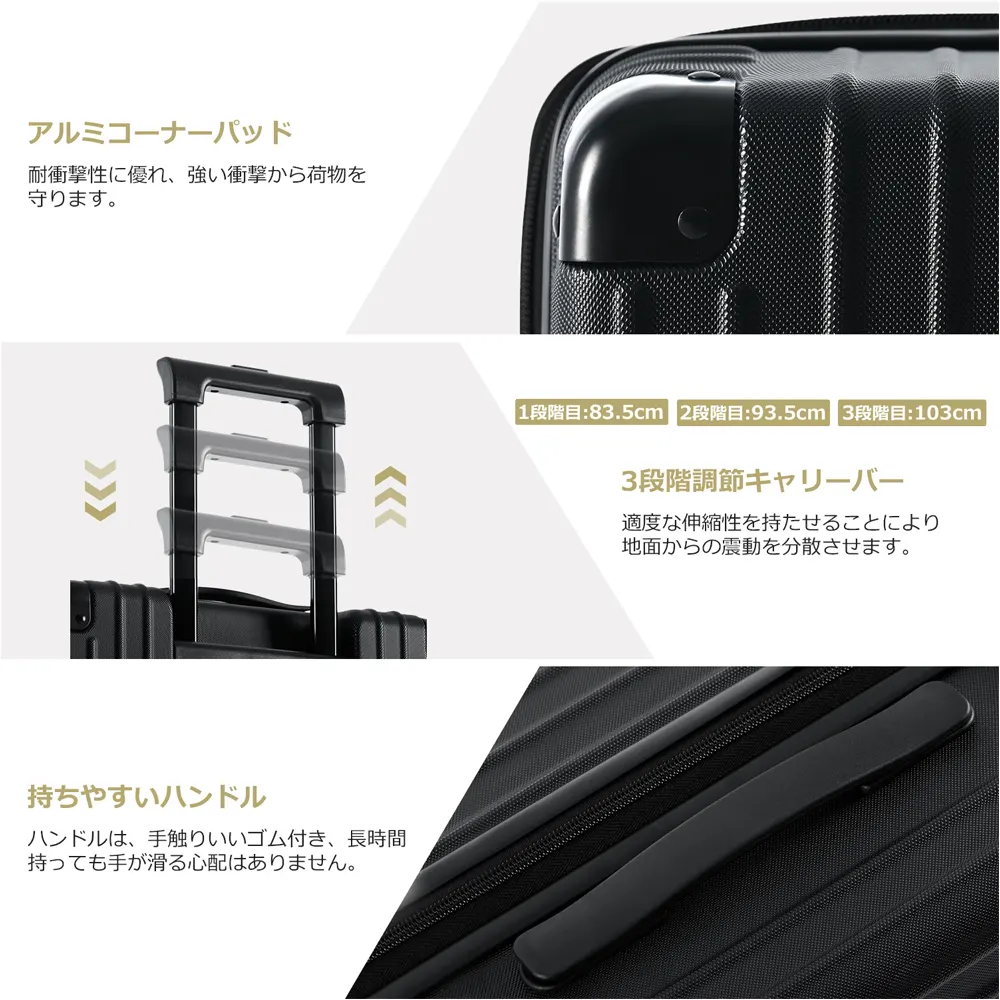 アルミコーナーパッド
耐衝撃性に優れ、強い衝撃から荷物を
守ります。
1段階目:83.5cm 2段階目:93.5cm 3段階目:103cm
3段階調節キャリーバー
適度な伸縮性を持たせることにより
地面からの震動を分散させます。
持ちやすいハンドル
ハンドルは、手触りいいゴム付き、長時間
持っても手が滑る心配はありません。